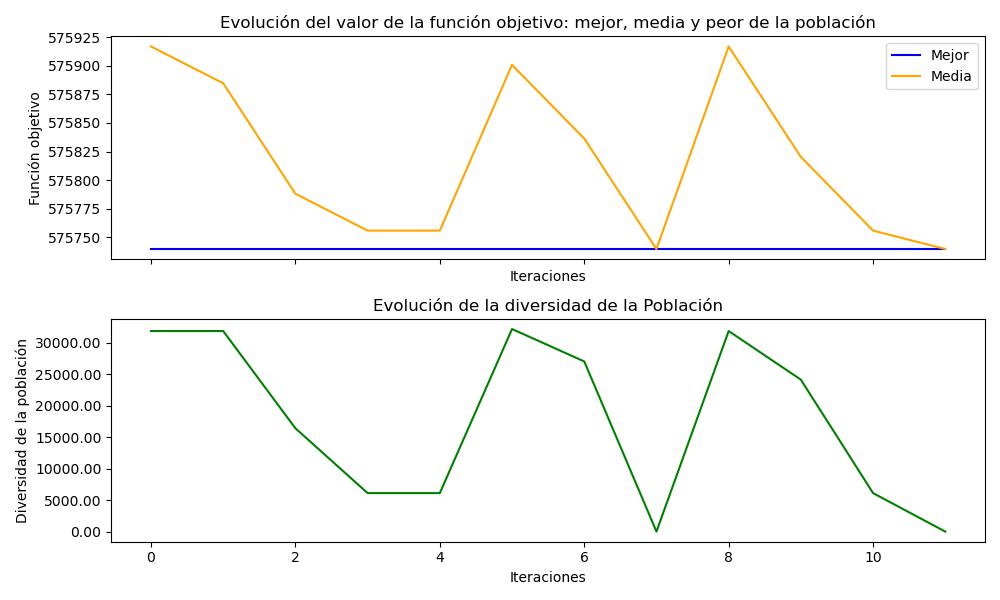 Evolución del valor de la función objetivo: mejor, media y peor de la población
575925
575900
575875
575850
575825
575800
575775
575750
Función objetivo
Mejor
Media
Iteraciones
Evolución de la diversidad de la Población
30000.00
25000.00
20000.00
15000.00
10000.00
5000.00
0.00
Diversidad de la población
0 2 4 6 8 10
Iteraciones